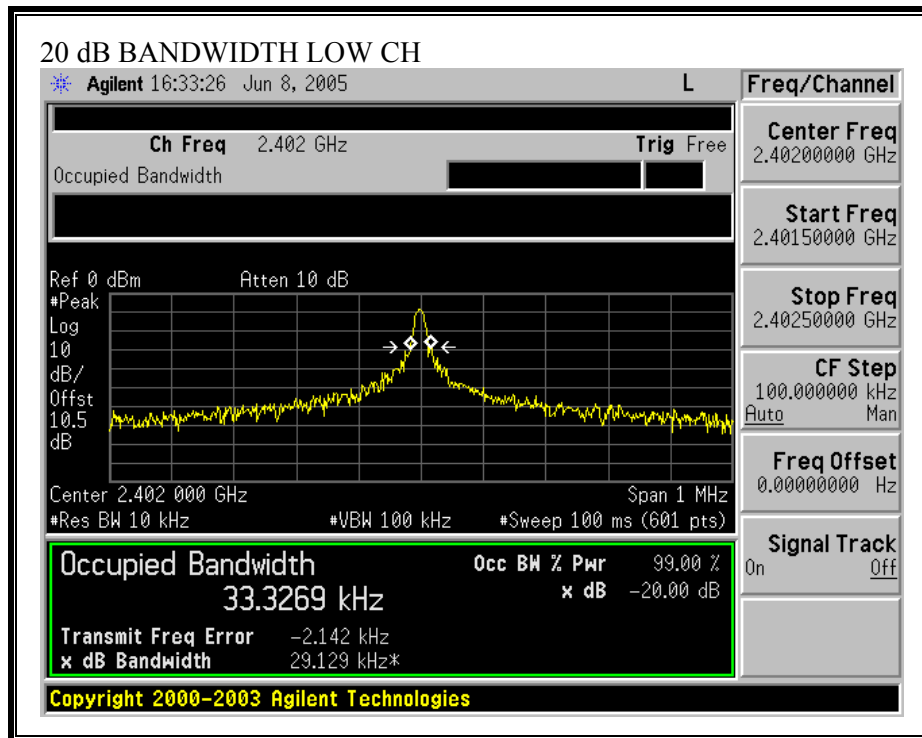 20 dB BANDWIDTH LOW CH
Agilent 16:33:26 Jun 8, 2005 L
Freq/Channel
Ch Freq 2.402 GHz Trig Free
Occupied Bandwidth
Center Freq
2.40200000 GHz
Start Freq
2.40150000 GHz
Stop Freq
2.40250000 GHz
CF Step
100.000000 kHz
Auto Man
Freq Offset
0.00000000 Hz
Signal Track
On Off
Ref 0 dBm Atten 10 dB
#Peak
Log
10
dB/
Offst
10.5
dB
Center 2.402 000 GHz Span 1 MHz
#Res BW 10 kHz #VBW 100 kHz #Sweep 100 ms (601 pts)
Occupied Bandwidth
33.3269 kHz
Occ BW % Pwr 99.00 %
x dB -20.00 dB
Transmit Freq Error -2.142 kHz
x dB Bandwidth 29.129 kHz*
Copyright 2000-2003 Agilent Technologies